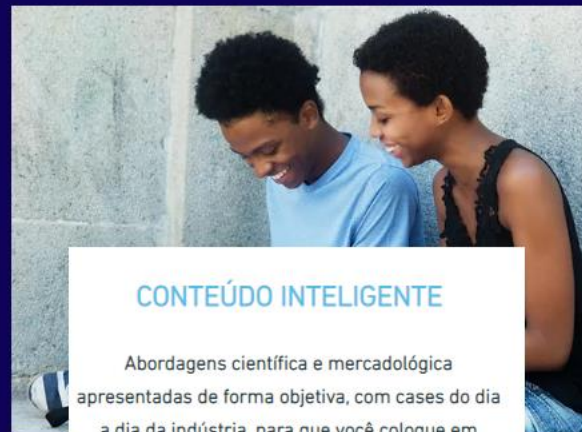 CONTEÚDO INTELIGENTE
Abordagens científica e mercadológica
apresentadas de forma objetiva, com cases do dia
a dia da indústria, para que você coloque em